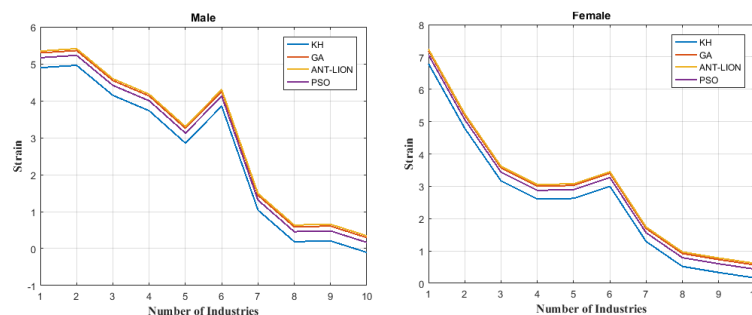 Male
6
5
4
3
2
1
0
-1
Strain
1 2 3 4 5 6 7 8 9 10
Number of Industries
KH
GA
ANT-LION
PSO
Female
8
7
6
5
4
3
2
1
0
Strain
1 2 3 4 5 6 7 8 9
Number of Industries
KH
GA
ANT-LION
PSO